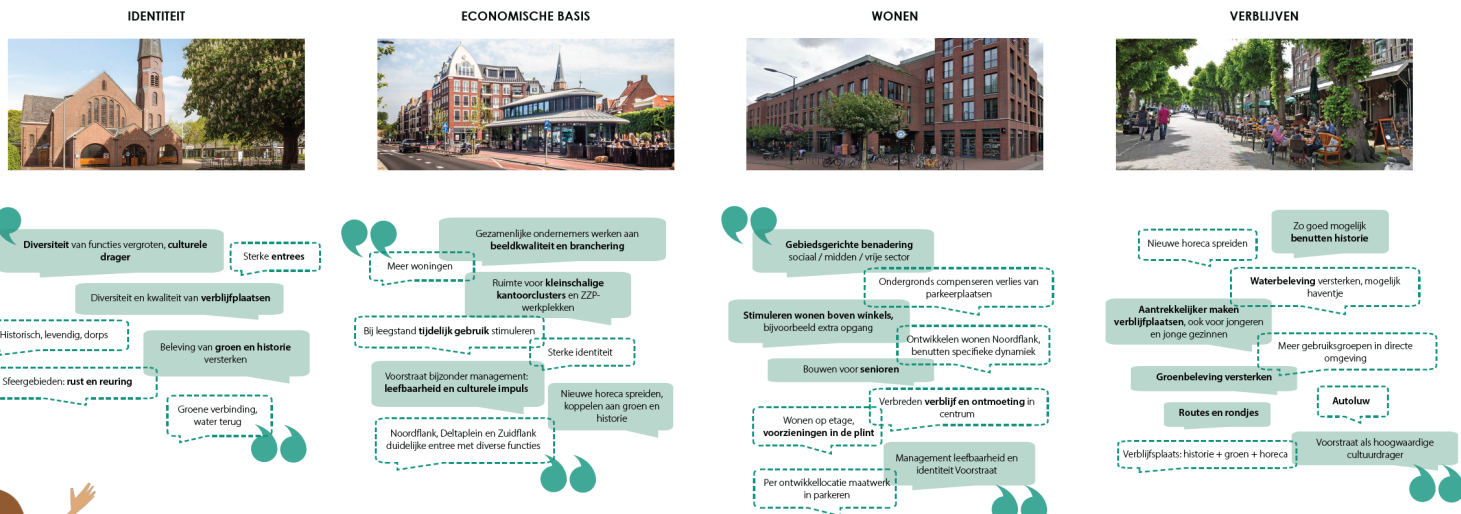 IDENTITEIT
Diversiteit van functies vergroten, culturele
drager
Sterke entrees
Diversiteit en kwaliteit van verblijfplaatsen
Historisch, levendig, dorps
Beleving van groen en historie
versterken
Sfeergebieden: rust en reuring
Groene verbinding,
water terug
ECONOMISCHE BASIS
Gezamenlijke ondernemers werken aan
beeldkwaliteit en branchering
Meer woningen
Ruimte voor kleinschalige
kantoorclusters en ZZP-
werkplekken
Bij leegstand tijdelijk gebruik stimuleren
Sterke identiteit
Voorstraat bijzonder management:
leefbaarheid en culturele impuls
Nieuwe horeca spreiden,
koppelen aan groen en
historie
Noordflank, Deltaplein en Zuidflank
duidelijke entree met diverse functies
WONEN
Gebiedsgerichte benadering
sociaal / midden / vrije sector
Ondergronds compenseren verlies van
parkeerplaatsen
Stimuleren wonen boven winkels,
bijvoorbeeld extra opgang
Ontwikkelen wonen Noordflank,
benutten specifieke dynamiek
Bouwen voor senioren
Verbreden verblijf en ontmoeting in
centrum
Wonen op etage,
voorzieningen in de plint
Management leefbaarheid en
identiteit Voorstraat
Per ontwikkellocatie maatwerk
in parkeren
VERBLIJVEN
Zo goed mogelijk
benutten historie
Nieuwe horeca spreiden
Waterbeleving versterken, mogelijk
haventje
Aantrekkelijker maken
verblijfplaatsen, ook voor jongeren
en jonge gezinnen
Meer gebruiksgroepen in directe
omgeving
Groenbeleving versterken
Autoluw
Routes en rondjes
Voorstraat als hoogwaardige
cultuurdrager
Verblijfsplaats: historie + groen + horeca